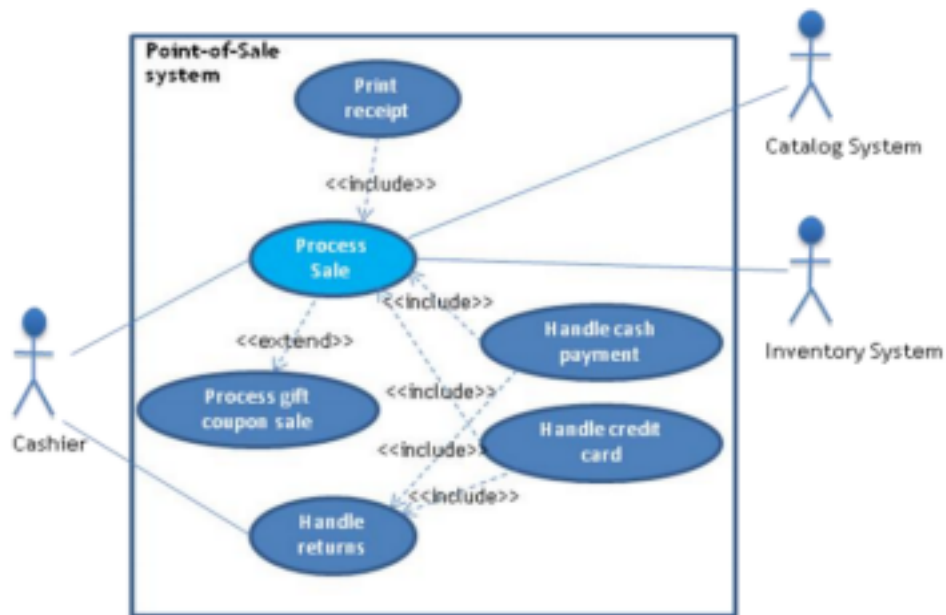 Point-of-Sale
system
Print
receipt
Catalog System
<<include>>
Process
Sale
<<include>>
Handle cash
payment
Inventory System
<<extend>>
Process gift
coupon sale
<<include>>
Handle credit
card
Cashier
<<include>>
<<include>>
Handle
returns